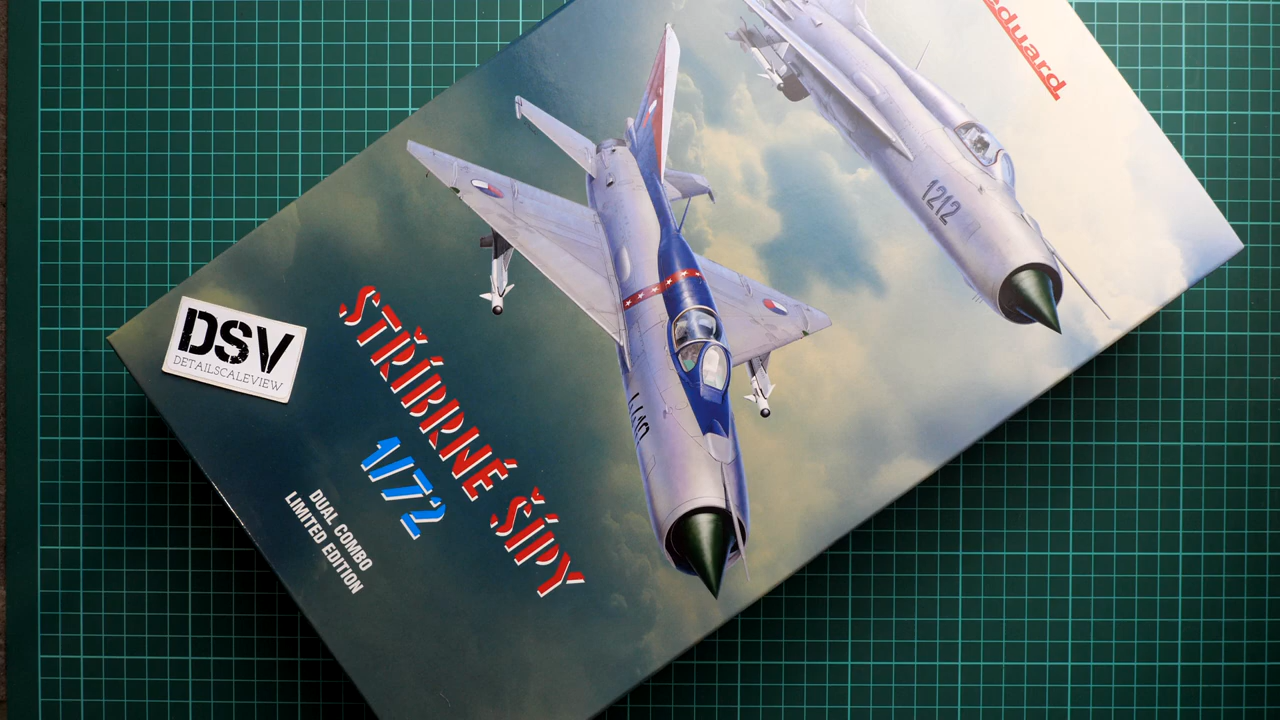 eduard
1212
DSV
DETAILSCALEVIEW
STŘÍBRNÉ ŠÍPY
1/72
DUAL COMBO
LIMITED EDITION